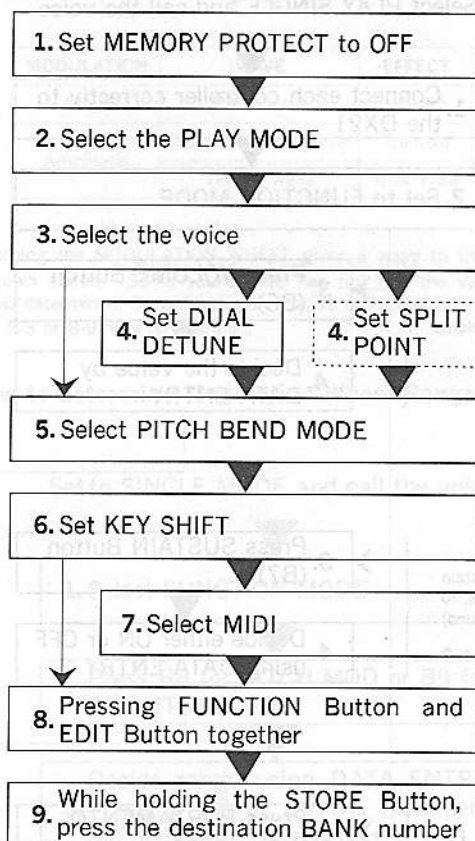 1. Set MEMORY PROTECT to OFF
2. Select the PLAY MODE
3. Select the voice
4. Set DUAL
DETUNE
4. Set SPLIT
POINT
5. Select PITCH BEND MODE
6. Set KEY SHIFT
7. Select MIDI
8. Pressing FUNCTION Button and
EDIT Button together
9. While holding the STORE Button,
press the destination BANK number